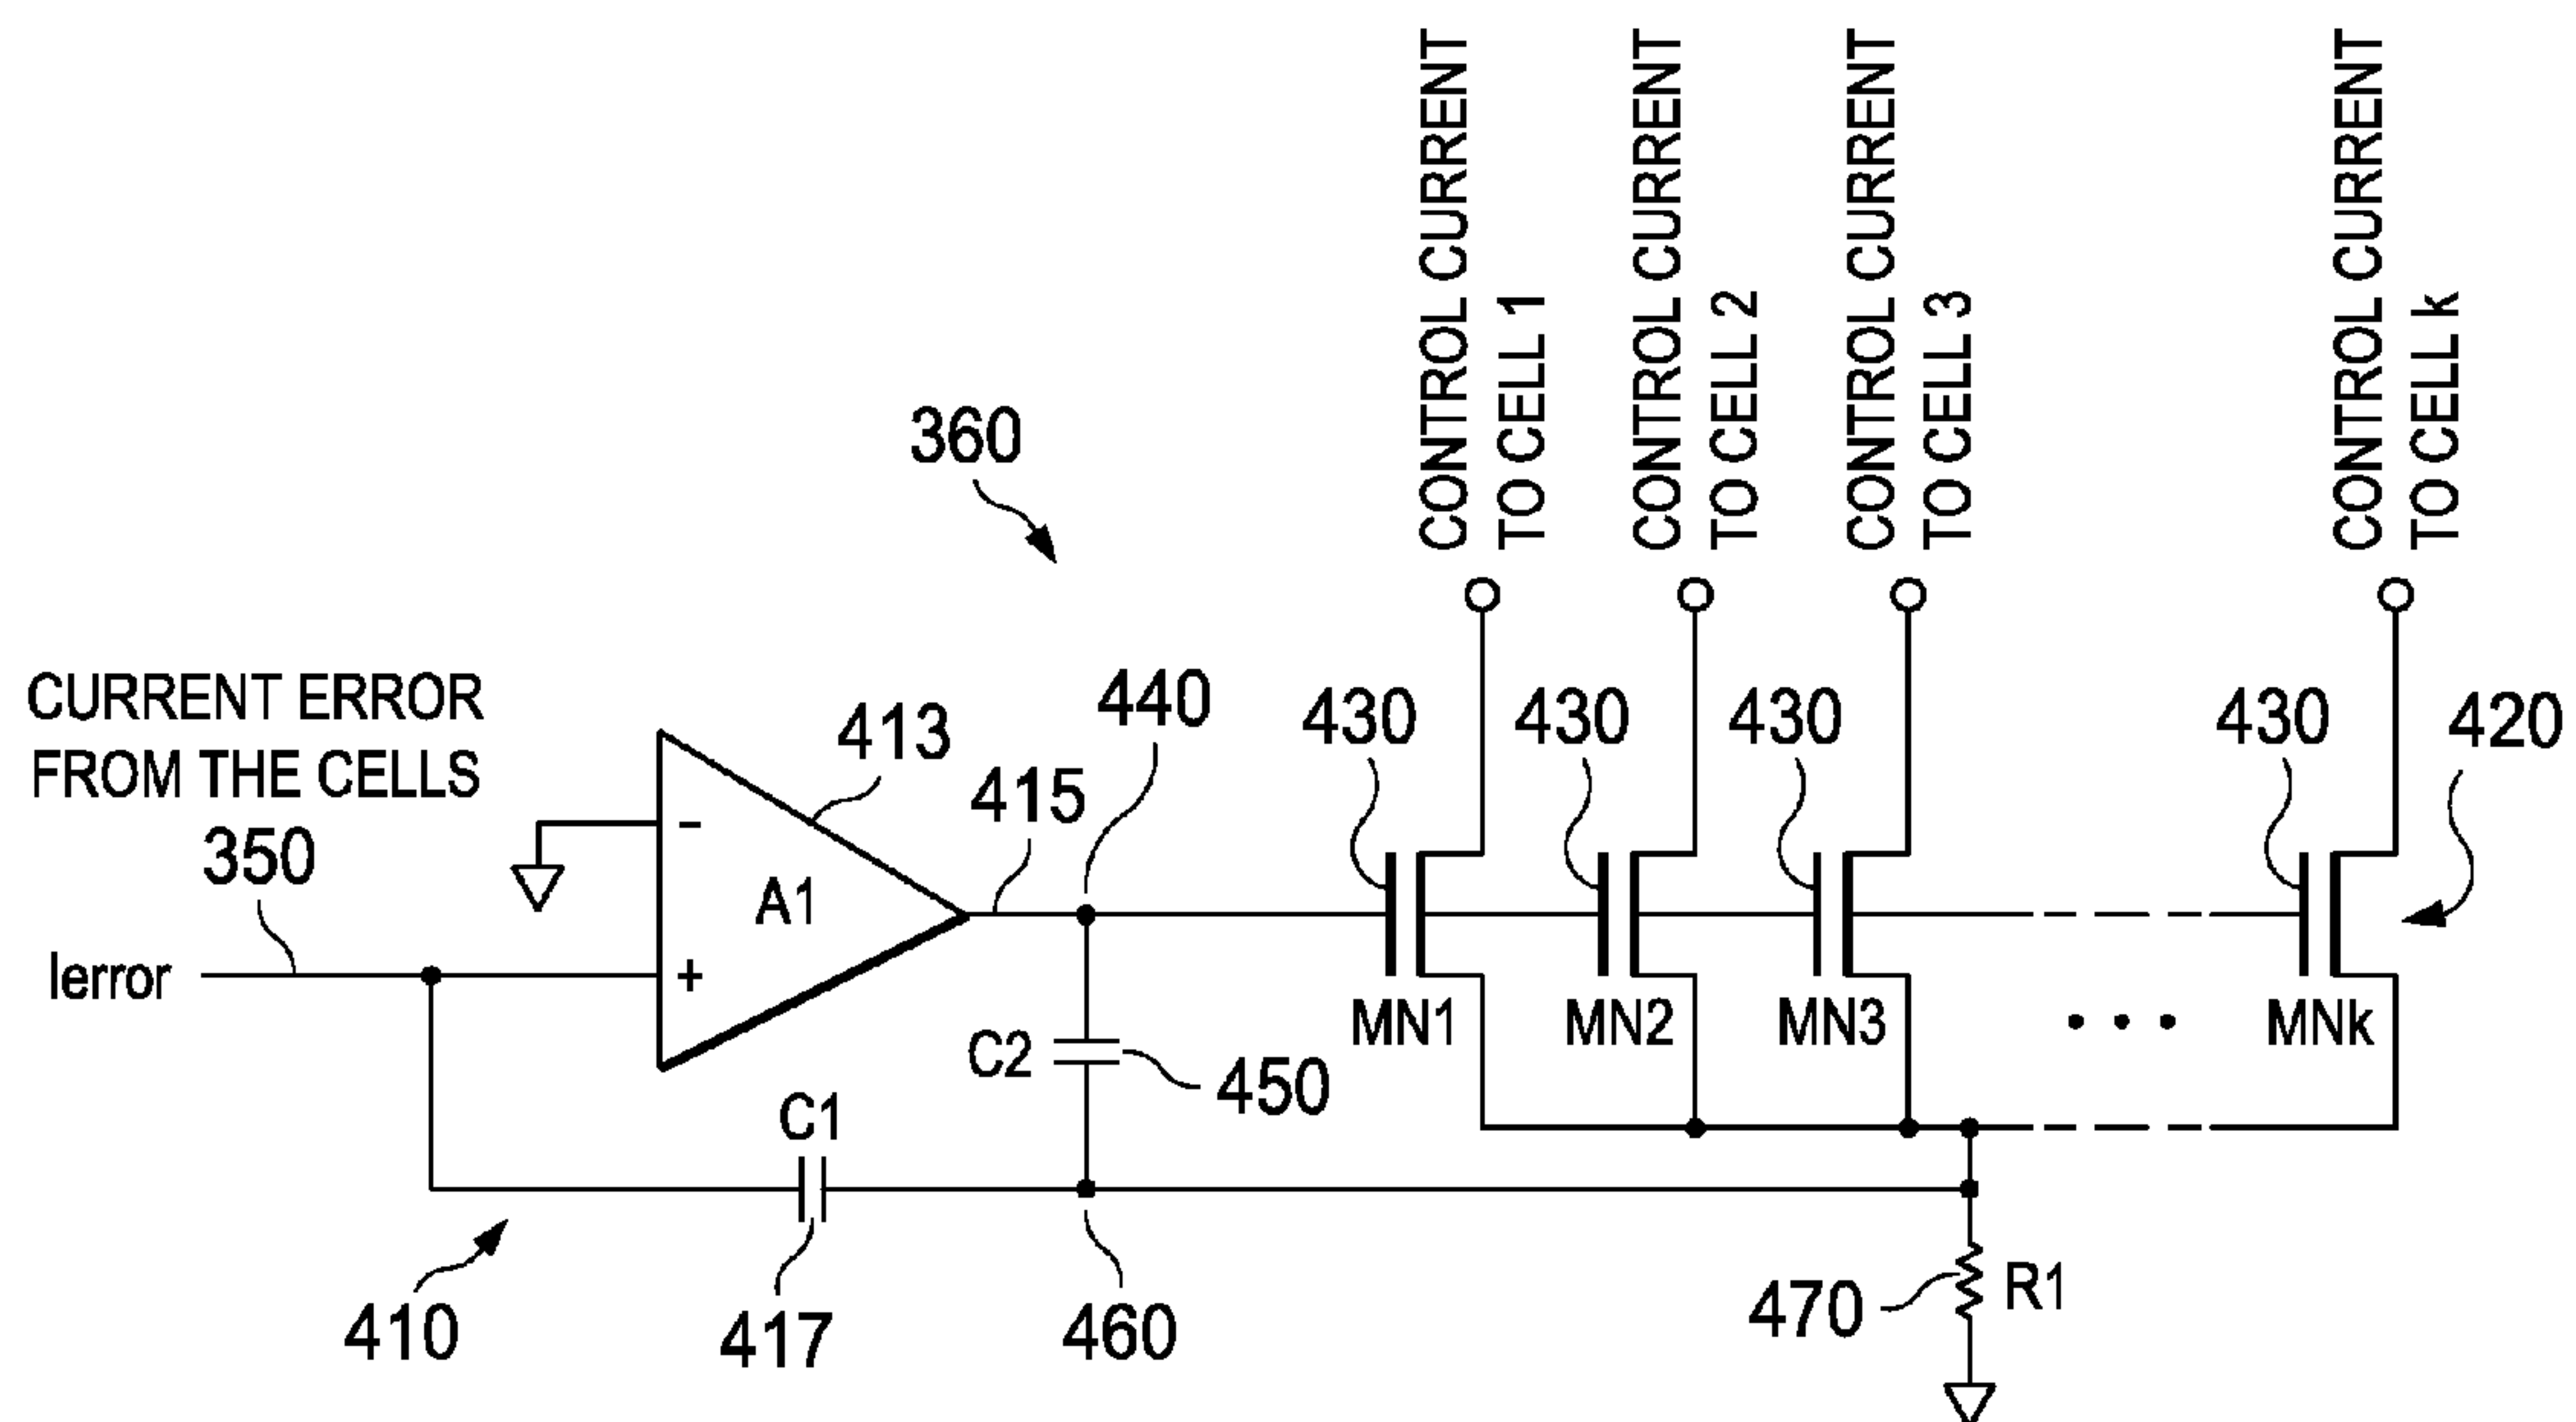 CONTROL CURRENT
TO CELL 1
CONTROL CURRENT
TO CELL 2
CONTROL CURRENT
TO CELL 3
CONTROL CURRENT
TO CELL k
360
CURRENT ERROR
FROM THE CELLS
350
Ierror
413
A1
-
+
415
440
430
430
430
430
420
MN1
MN2
MN3
• • •
MNk
C2
450
C1
410
417
460
470
R1